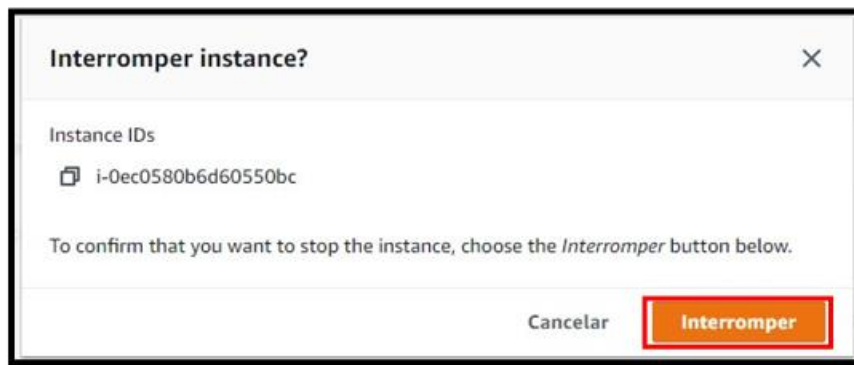 Interromper instance?
Instance IDs
i-0ec0580b6d60550bc
To confirm that you want to stop the instance, choose the Interromper button below.
Cancelar Interromper